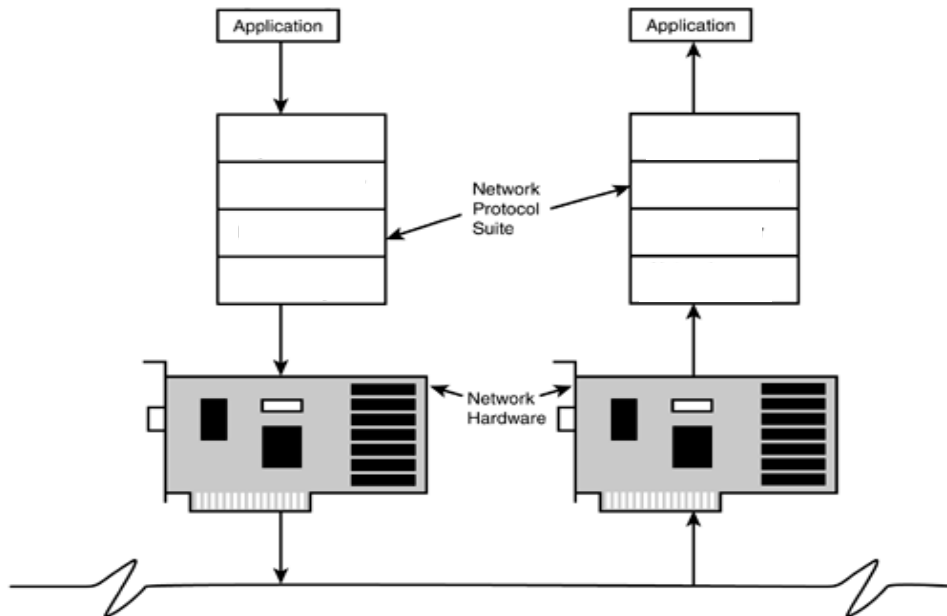 Application
Application
Network
Protocol
Suite
Network
Hardware